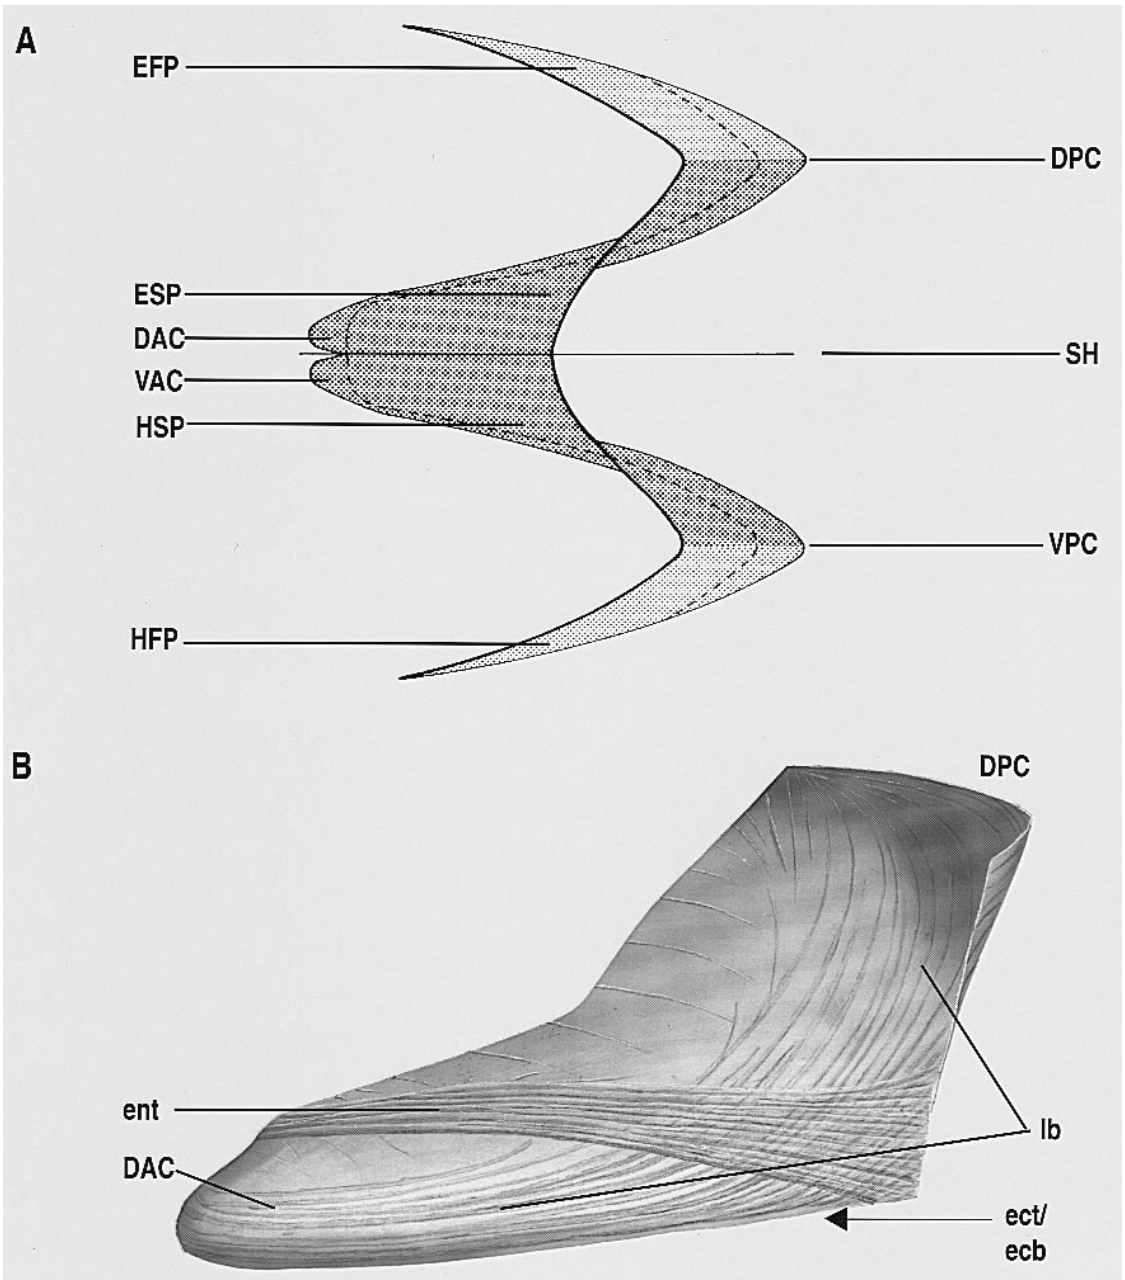 A
EFP
DPC
ESP
DAC
SH
VAC
HSP
VPC
HFP
B
DPC
ent
lb
DAC
ect/
ecb